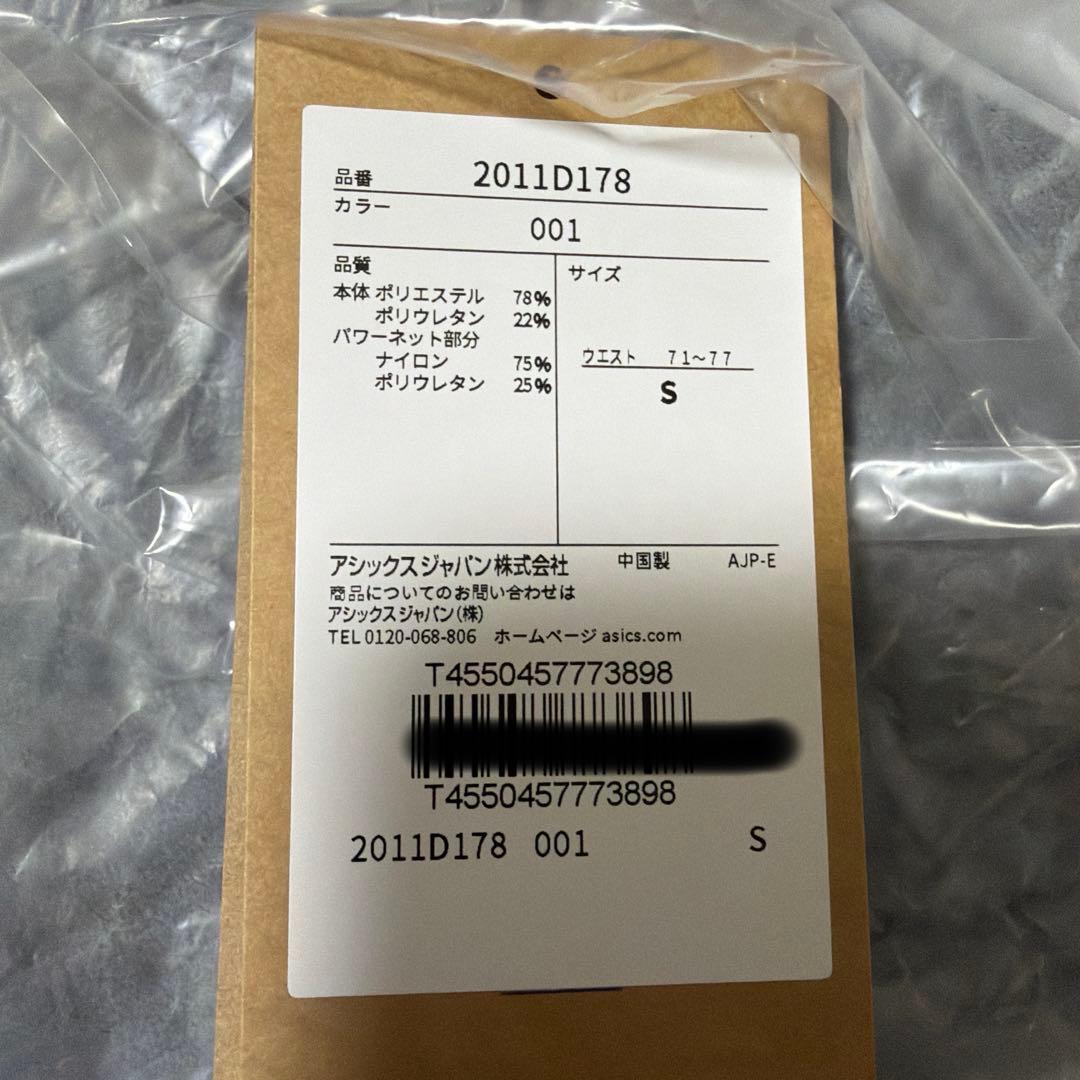 品番 2011D178
カラー
001
品質
本体 ポリエステル 78%
ポリウレタン 22%
パワーネット部分
ナイロン 75%
ポリウレタン 25%
サイズ
ウエスト 71～77
S
アシックスジャパン株式会社 中国製 AJP-E
商品についてのお問い合わせは
アシックスジャパン(株)
TEL 0120-068-806 ホームページ asics.com
T4550457773898
T4550457773898
2011D178 001 S